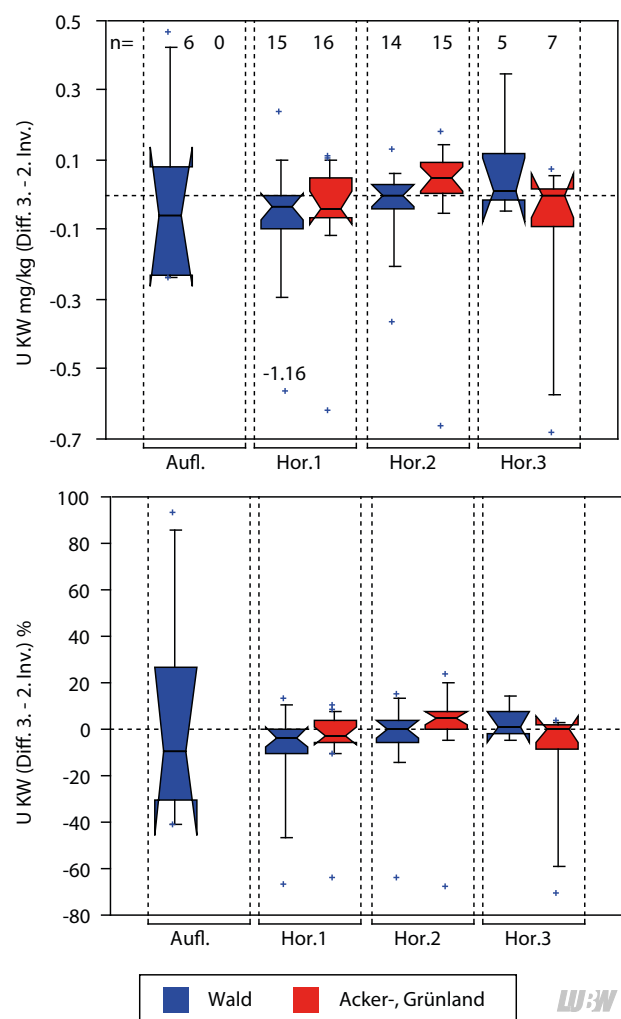 U KW mg/kg (Diff. 3. - 2. Inv.)
0.5
0.3
0.1
-0.1
-0.3
-0.5
-0.7
n= 6 0 15 16 14 15 5 7
-1.16
Aufl. Hor.1 Hor.2 Hor.3
U KW (Diff. 3. - 2. Inv.) %
100
80
60
40
20
0
-20
-40
-60
-80
Aufl. Hor.1 Hor.2 Hor.3
Wald Acker-, Grünland
LUBW